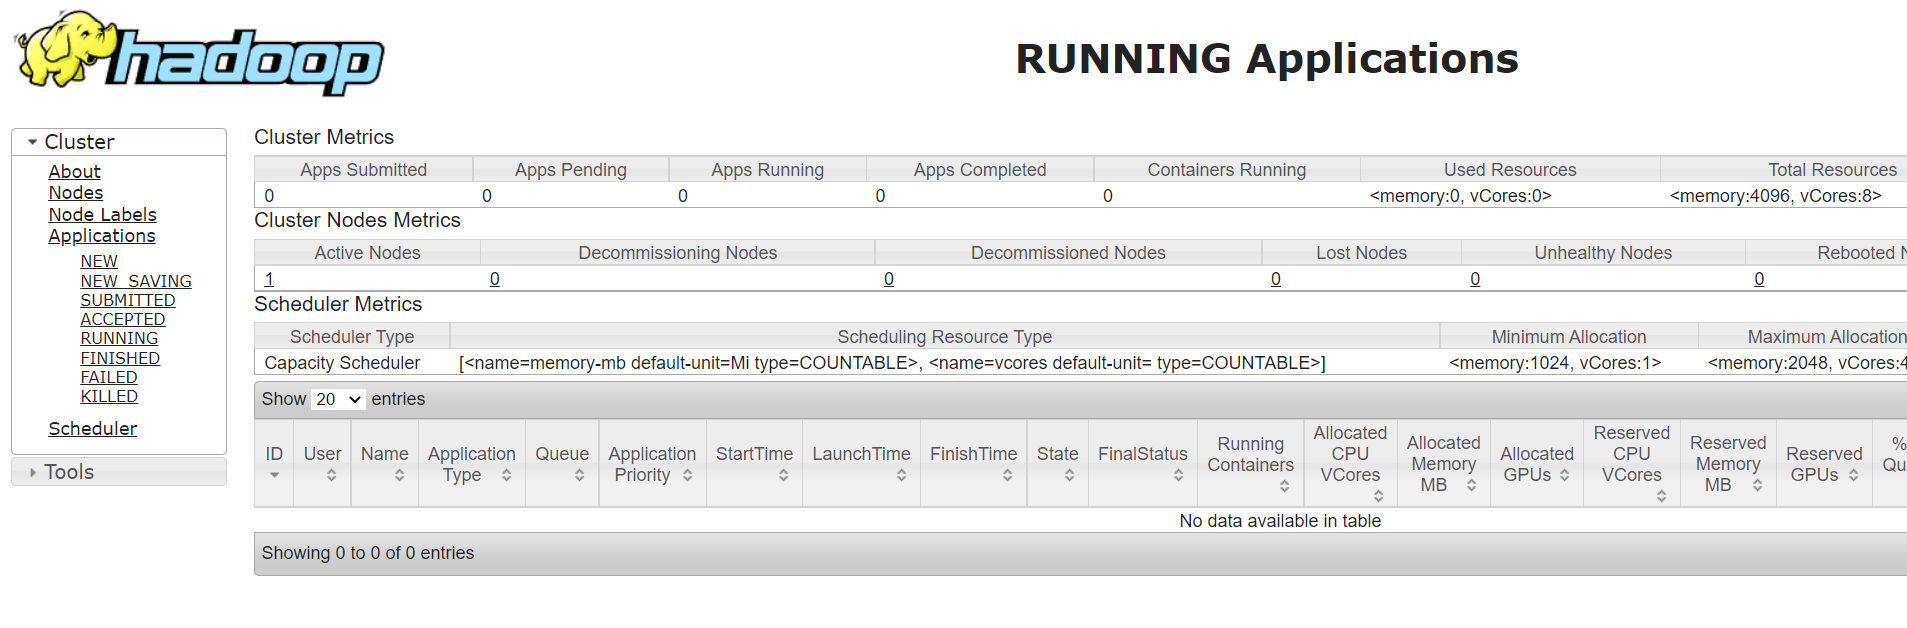 hadoop
RUNNING Applications
Cluster
About
Nodes
Node Labels
Applications
NEW
NEW_SAVING
SUBMITTED
ACCEPTED
RUNNING
FINISHED
FAILED
KILLED
Scheduler
Tools
Cluster Metrics
Apps Submitted Apps Pending Apps Running Apps Completed Containers Running Used Resources Total Resources
0 0 0 0 0 <memory:0, vCores:0> <memory:4096, vCores:8>
Cluster Nodes Metrics
Active Nodes Decommissioning Nodes Decommissioned Nodes Lost Nodes Unhealthy Nodes Rebooted N
1 0 0 0 0 0
Scheduler Metrics
Scheduler Type Scheduling Resource Type Minimum Allocation Maximum Allocation
Capacity Scheduler [<name=memory-mb default-unit=Mi type=COUNTABLE>, <name=vcores default-unit= type=COUNTABLE>] <memory:1024, vCores:1> <memory:2048, vCores:4
Show 20 entries
ID User Name Application Type Queue Application Priority StartTime LaunchTime FinishTime State FinalStatus Running Containers Allocated CPU VCores Allocated Memory MB Allocated GPUs Reserved CPU VCores Reserved Memory MB Reserved GPUs % Qu
No data available in table
Showing 0 to 0 of 0 entries